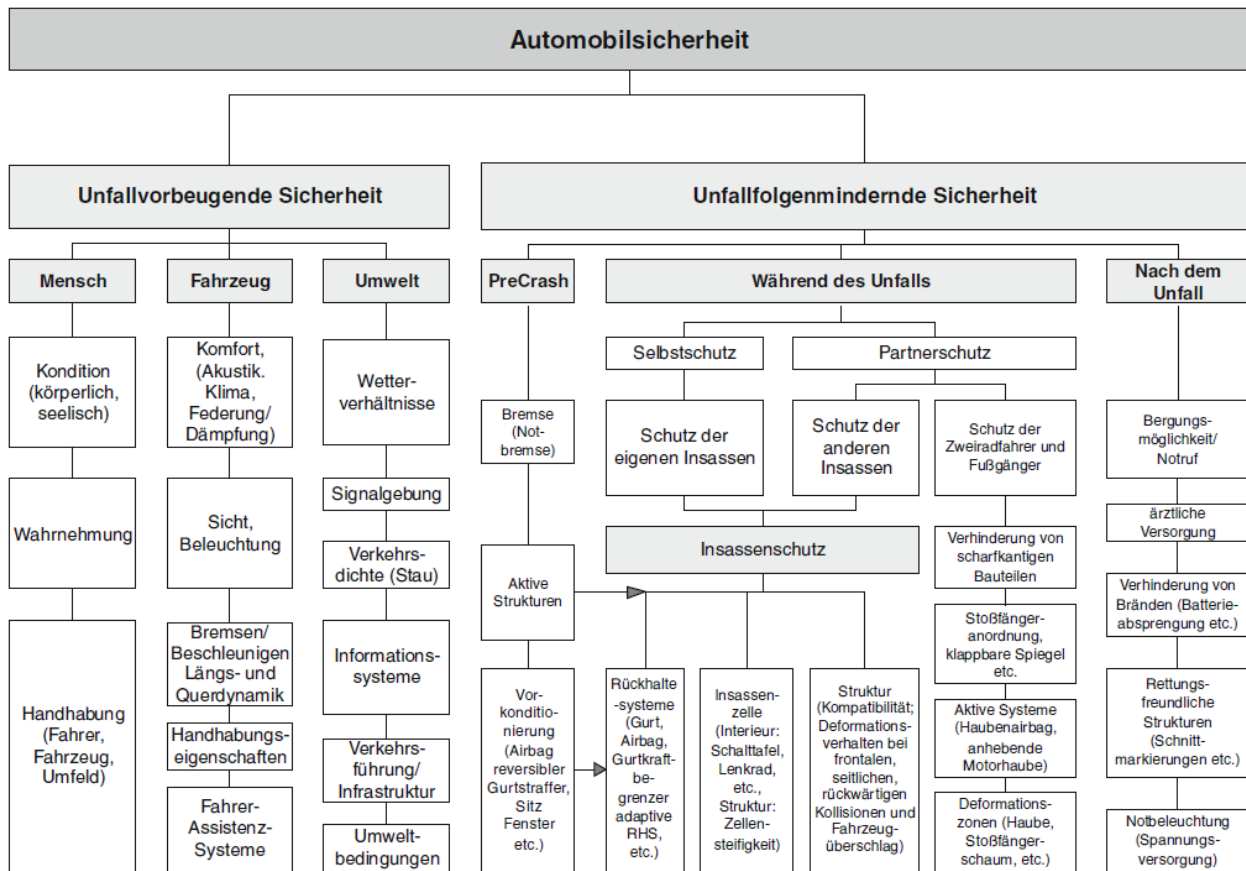 Automobilsicherheit
Unfallvorbeugende Sicherheit
Unfallfolgenmindernde Sicherheit
Mensch
Fahrzeug
Umwelt
PreCrash
Während des Unfalls
Nach dem
Unfall
Kondition
(körperlich,
seelisch)
Wahrnehmung
Handhabung
(Fahrer,
Fahrzeug,
Umfeld)
Komfort,
(Akustik.
Klima,
Federung/
Dämpfung)
Sicht,
Beleuchtung
Bremsen/
Beschleunigen
Längs- und
Querdynamik
Handhabungs-
eigenschaften
Fahrer-
Assistenz-
Systeme
Wetter-
verhältnisse
Signalgebung
Verkehrs-
dichte (Stau)
Informations-
systeme
Verkehrs-
führung/
Infrastruktur
Umwelt-
bedingungen
Bremse
(Not-
bremse)
Aktive
Strukturen
Vor-
konditio-
nierung
(Airbag
reversibler
Gurtstraffer,
Sitz
Fenster
etc.)
Selbstschutz
Partnerschutz
Schutz der
eigenen Insassen
Schutz der
anderen
Insassen
Schutz der
Zweiradfahrer und
Fußgänger
Insassenschutz
Rückhalte
-systeme
(Gurt,
Airbag,
Gurtkraft-
be-
grenzer
adaptive
RHS,
etc.)
Insassen-
zelle
(Interieur:
Schalttafel,
Lenkrad,
etc.,
Struktur:
Zellen-
steifigkeit)
Struktur
(Kompatibilität;
Deformations-
verhalten bei
frontalen,
seitlichen,
rückwärtigen
Kollisionen und
Fahrzeug-
überschlag)
Verhinderung von
scharfkantigen
Bauteilen
Stoßfänger-
anordnung,
klappbare Spiegel
etc.
Aktive Systeme
(Haubenairbag,
anhebende
Motorhaube)
Deformations-
zonen (Haube,
Stoßfänger-
schaum, etc.)
Bergungs-
möglichkeit/
Notruf
ärztliche
Versorgung
Verhinderung von
Bränden (Batterie-
absprengung etc.)
Rettungs-
freundliche
Strukturen
(Schnitt-
markierungen etc.)
Notbeleuchtung
(Spannungs-
versorgung)